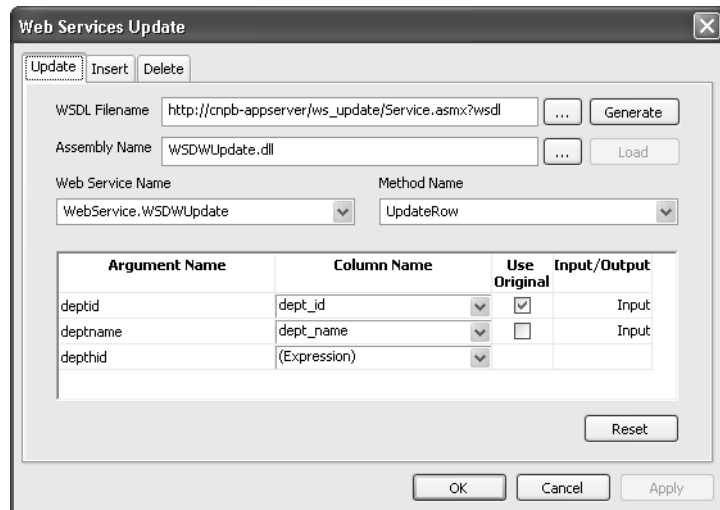 Web Services Update
Update Insert Delete
WSDL Filename http://cnpb-appserver/ws_update/Service.asmx?wsdl ... Generate
Assembly Name WSDWUpdate.dll ... Load
Web Service Name Method Name
WebService.WSDWUpdate UpdateRow
Argument Name Column Name Use Original Input/Output
deptid dept_id Input
deptname dept_name Input
depthid (Expression)
Reset
OK Cancel Apply